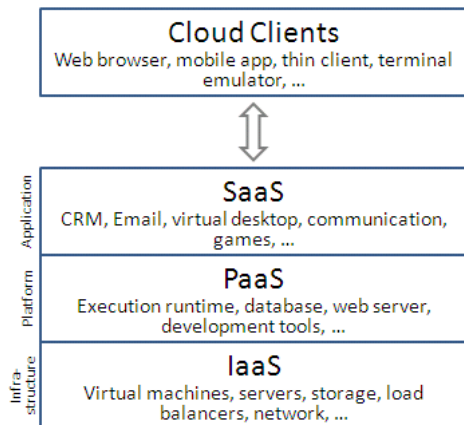 Cloud Clients
Web browser, mobile app, thin client, terminal
emulator, ...
Application
SaaS
CRM, Email, virtual desktop, communication,
games, ...
Platform
PaaS
Execution runtime, database, web server,
development tools, ...
Infra-
structure
IaaS
Virtual machines, servers, storage, load
balancers, network, ...